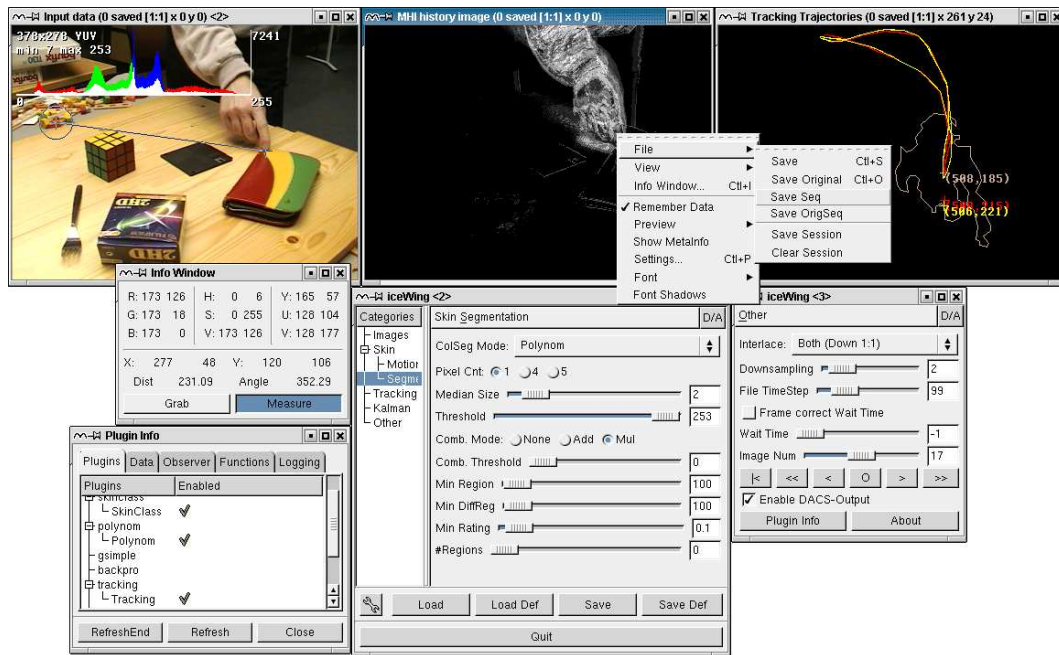 Input data (0 saved [1:1] x 0 y 0) <2>
378x278 YUV
7241
min 7 max 253
0
255
2HD
MHI history image (0 saved [1:1] x 0 y 0)
Tracking Trajectories (0 saved [1:1] x 261 y 24)
(508,185)
(506,221)
File
View
Info Window... Ctl+I
Remember Data
Preview
Show MetaInfo
Settings... Ctl+P
Font
Font Shadows
Save Ctl+S
Save Original Ctl+O
Save Seq
Save OrigSeq
Save Session
Clear Session
Info Window
R: 173 126 H: 0 6 Y: 165 57
G: 173 18 S: 0 255 U: 128 104
B: 173 0 V: 173 126 V: 128 177
X: 277 48 Y: 120 106
Dist 231.09 Angle 352.29
Grab Measure
Plugin Info
Plugins Data Observer Functions Logging
Plugins Enabled
skinclass
SkinClass
polynom
Polynom
gsimple
backpro
tracking
Tracking
RefreshEnd Refresh Close
iceWing <2>
Categories
Images
Skin
Motion
Segme
Tracking
Kalman
Other
Skin Segmentation D/A
ColSeg Mode: Polynom
Pixel Cnt: 1 4 5
Median Size 2
Threshold 253
Comb. Mode: None Add Mul
Comb. Threshold 0
Min Region 100
Min DiffReg 100
Min Rating 0.1
#Regions 0
Load Load Def Save Save Def
Quit
iceWing <3>
Other D/A
Interlace: Both (Down 1:1)
Downsampling 2
File TimeStep 99
Frame correct Wait Time
Wait Time -1
Image Num 17
|< << < O > >>
Enable DACS-Output
Plugin Info About